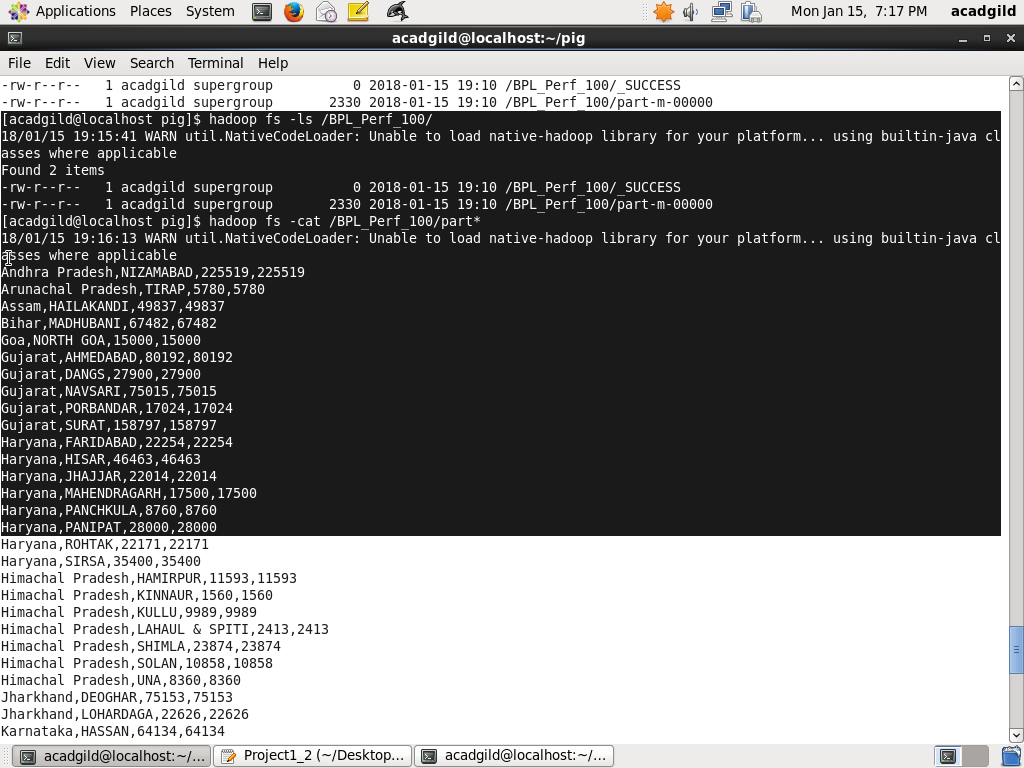 Applications Places System Mon Jan 15, 7:17 PM acadgild
acadgild@localhost:~/pig
File Edit View Search Terminal Help
-rw-r--r--   1 acadgild supergroup          0 2018-01-15 19:10 /BPL_Perf_100/_SUCCESS
-rw-r--r--   1 acadgild supergroup       2330 2018-01-15 19:10 /BPL_Perf_100/part-m-00000
[acadgild@localhost pig]$ hadoop fs -ls /BPL_Perf_100/
18/01/15 19:15:41 WARN util.NativeCodeLoader: Unable to load native-hadoop library for your platform... using builtin-java cl
asses where applicable
Found 2 items
-rw-r--r--   1 acadgild supergroup          0 2018-01-15 19:10 /BPL_Perf_100/_SUCCESS
-rw-r--r--   1 acadgild supergroup       2330 2018-01-15 19:10 /BPL_Perf_100/part-m-00000
[acadgild@localhost pig]$ hadoop fs -cat /BPL_Perf_100/part*
18/01/15 19:16:13 WARN util.NativeCodeLoader: Unable to load native-hadoop library for your platform... using builtin-java cl
asses where applicable
Andhra Pradesh,NIZAMABAD,225519,225519
Arunachal Pradesh,TIRAP,5780,5780
Assam,HAILAKANDI,49837,49837
Bihar,MADHUBANI,67482,67482
Goa,NORTH GOA,15000,15000
Gujarat,AHMEDABAD,80192,80192
Gujarat,DANGS,27900,27900
Gujarat,NAVSARI,75015,75015
Gujarat,PORBANDAR,17024,17024
Gujarat,SURAT,158797,158797
Haryana,FARIDABAD,22254,22254
Haryana,HISAR,46463,46463
Haryana,JHAJJAR,22014,22014
Haryana,MAHENDRAGARH,17500,17500
Haryana,PANCHKULA,8760,8760
Haryana,PANIPAT,28000,28000
Haryana,ROHTAK,22171,22171
Haryana,SIRSA,35400,35400
Himachal Pradesh,HAMIRPUR,11593,11593
Himachal Pradesh,KINNAUR,1560,1560
Himachal Pradesh,KULLU,9989,9989
Himachal Pradesh,LAHAUL & SPITI,2413,2413
Himachal Pradesh,SHIMLA,23874,23874
Himachal Pradesh,SOLAN,10858,10858
Himachal Pradesh,UNA,8360,8360
Jharkhand,DEOGHAR,75153,75153
Jharkhand,LOHARDAGA,22626,22626
Karnataka,HASSAN,64134,64134
acadgild@localhost:~/... Project1_2 (~/Desktop... acadgild@localhost:~/...